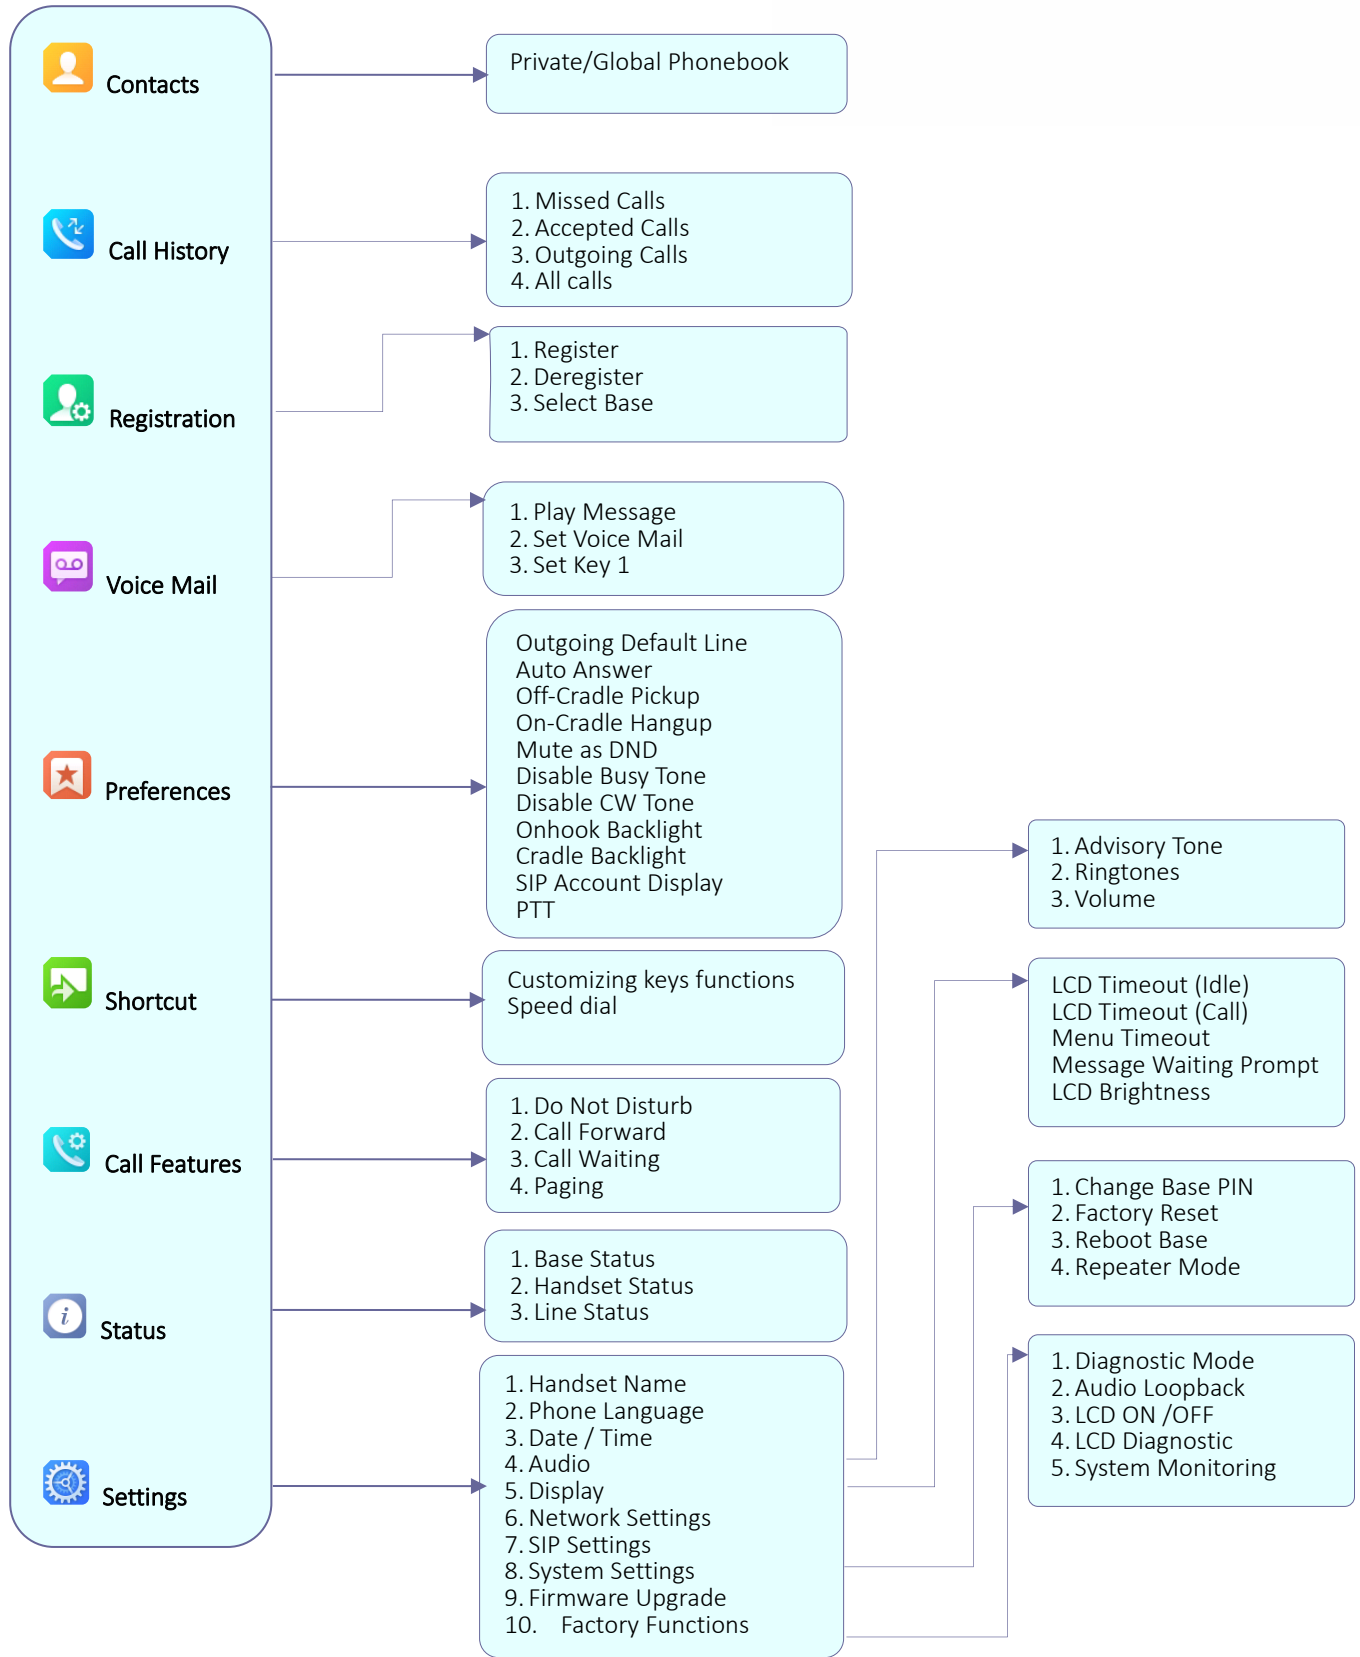 Contacts
Private/Global Phonebook
Call History
1. Missed Calls
2. Accepted Calls
3. Outgoing Calls
4. All calls
Registration
1. Register
2. Deregister
3. Select Base
Voice Mail
1. Play Message
2. Set Voice Mail
3. Set Key 1
Preferences
Outgoing Default Line
Auto Answer
Off-Cradle Pickup
On-Cradle Hangup
Mute as DND
Disable Busy Tone
Disable CW Tone
Onhook Backlight
Cradle Backlight
SIP Account Display
PTT
Shortcut
Customizing keys functions
Speed dial
Call Features
1. Do Not Disturb
2. Call Forward
3. Call Waiting
4. Paging
Status
1. Base Status
2. Handset Status
3. Line Status
Settings
1. Handset Name
2. Phone Language
3. Date / Time
4. Audio
5. Display
6. Network Settings
7. SIP Settings
8. System Settings
9. Firmware Upgrade
10. Factory Functions
1. Advisory Tone
2. Ringtones
3. Volume
LCD Timeout (Idle)
LCD Timeout (Call)
Menu Timeout
Message Waiting Prompt
LCD Brightness
1. Change Base PIN
2. Factory Reset
3. Reboot Base
4. Repeater Mode
1. Diagnostic Mode
2. Audio Loopback
3. LCD ON /OFF
4. LCD Diagnostic
5. System Monitoring